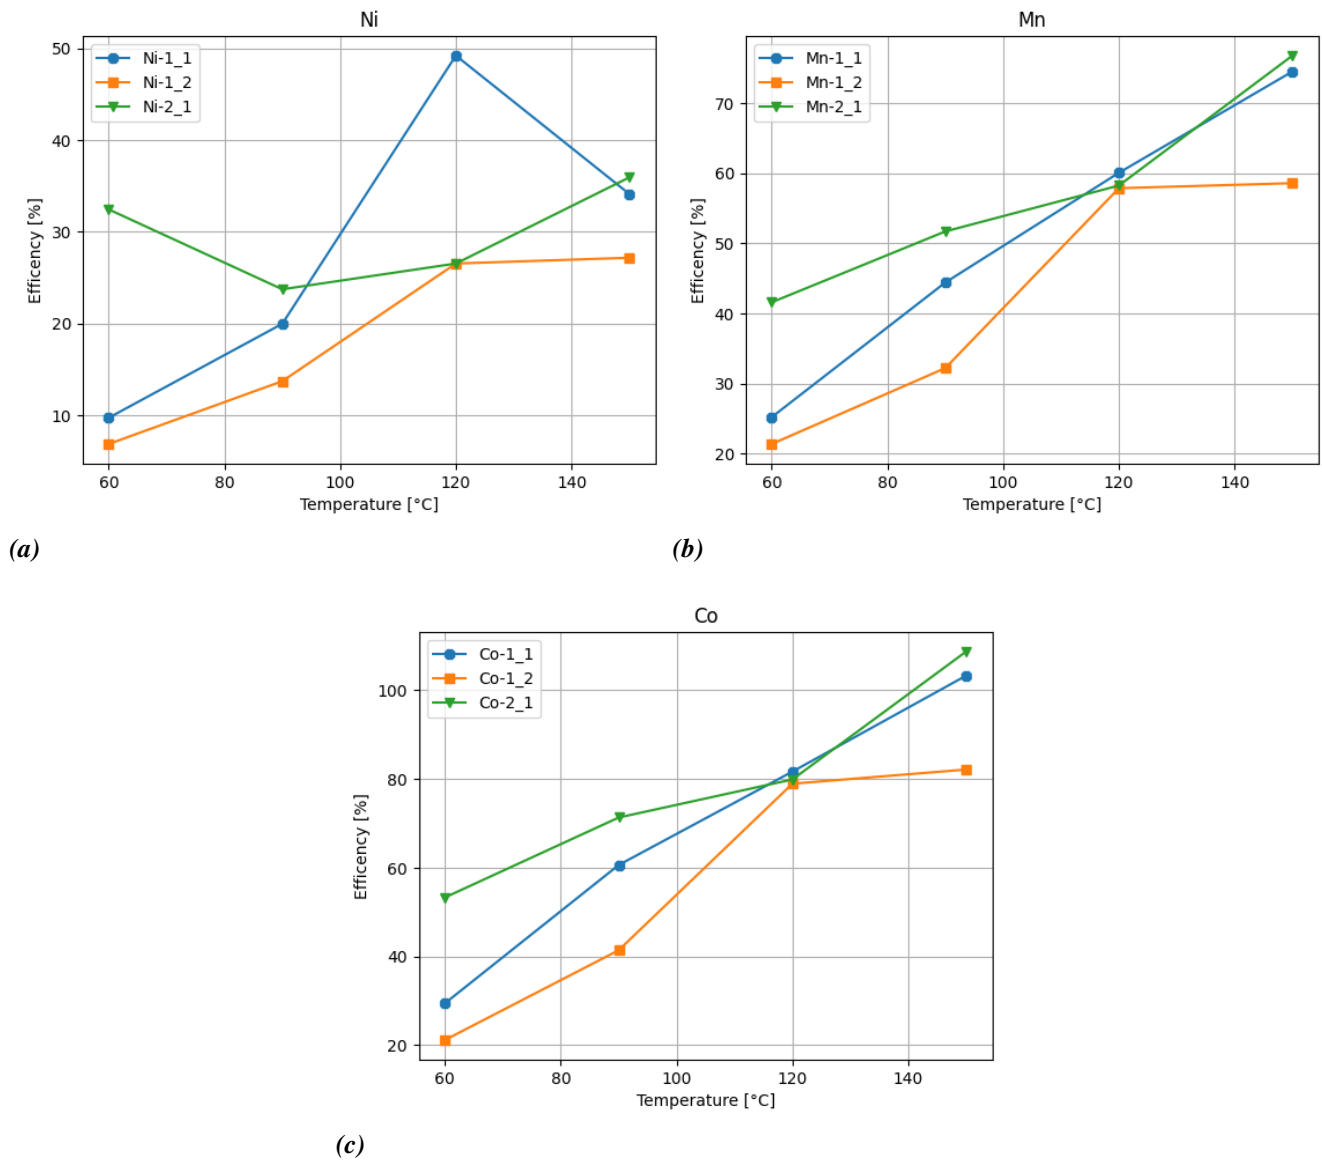 Ni
Ni-1_1
Ni-1_2
Ni-2_1
50
40
30
20
10
Efficency [%]
60 80 100 120 140
Temperature [°C]
(a)
Mn
Mn-1_1
Mn-1_2
Mn-2_1
70
60
50
40
30
20
Efficency [%]
60 80 100 120 140
Temperature [°C]
(b)
Co
Co-1_1
Co-1_2
Co-2_1
100
80
60
40
20
Efficency [%]
60 80 100 120 140
Temperature [°C]
(c)